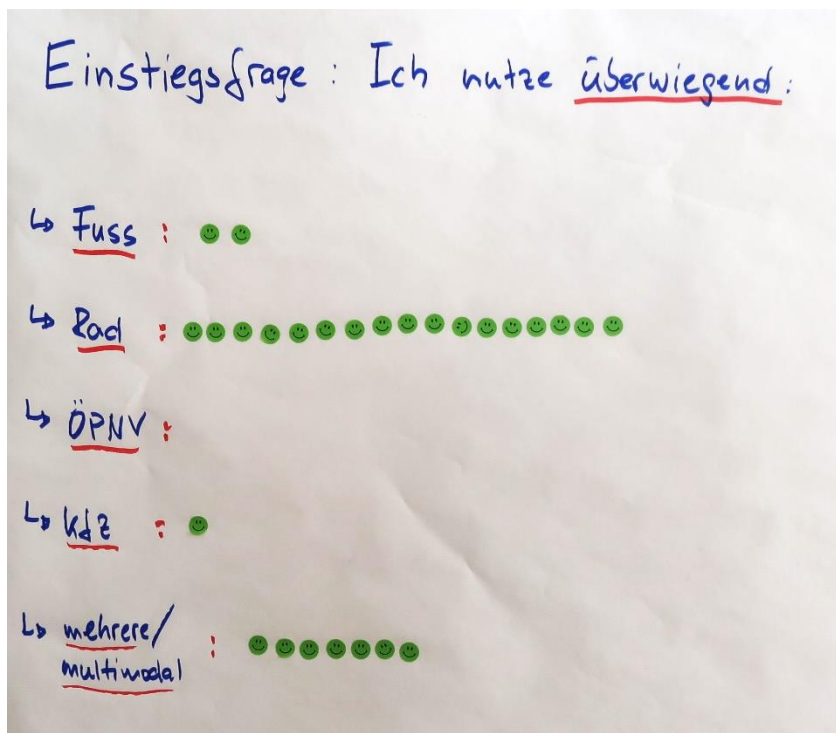 Einstiegsfrage : Ich nutze überwiegend :
↳ Fuss :
↳ Rad :
↳ ÖPNV :
↳ Kfz :
↳ mehrere/ :
multimodal